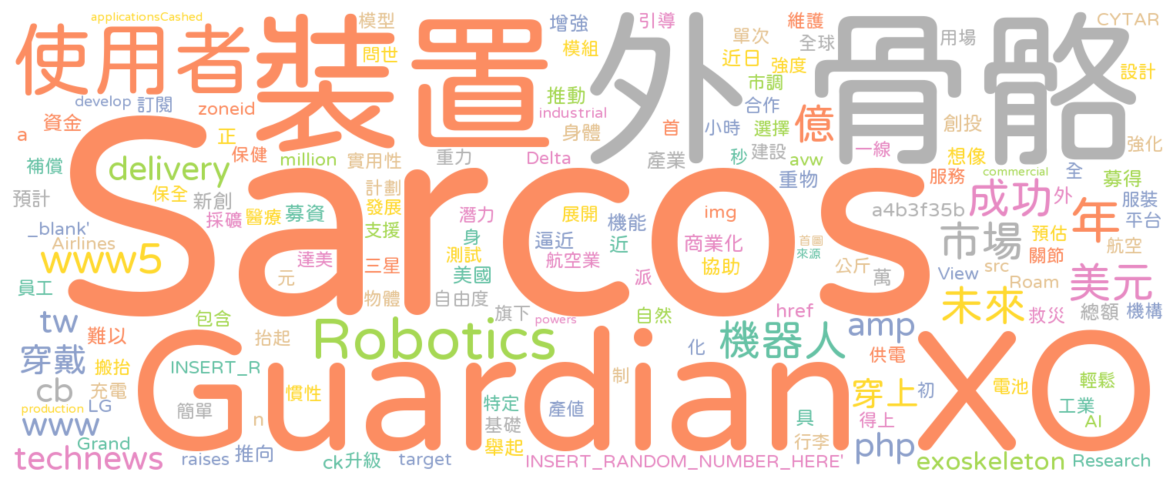 applicationsCashed 模型 增強 引導 維護 CYTAR
使用者 裝置 外骨骼
問世 模組 單次 全球 用場
近日 強度 設計
develop 訂閱 zoneid 推動 市調 合作
industrial
a 資金 正 身體 首 小時 選擇 億 創投
保健 million 實用性 重力 Delta 產業 秒 建設 avw 一線 想像 強化
補償 delivery 重物 服務 commercial 全 募得
Sarcos
預計 保全 新創 計劃 成功 外 服裝
採礦 醫療 募資 發展 潛力 展開 機能 img a4b3f35b 年 平台
_blank' 支援 身 逼近 近 商業化 首圖 市場 預估 航空
Airlines www5 達美 三星 測試 航空業 協助 來源 公斤 關節
員工 元 美國 派 萬 View src Roam 美元
物體 自由度 旗下 自然 href 未來 救災 總額 機構
tw 包含 powers
難以 抬起 Robotics 化 機器人 amp 供電
穿戴 搬抬 INSERT_R
Guardian XO
cb 充電 慣性 制 穿上 初 電池 輕鬆
production LG 簡單 n 特定 產值 具 得上 工業
www 基礎 行李 AI
Grand 舉起 php
technews raises 推向 ck 升級 target INSERT_RANDOM_NUMBER_HERE' exoskeleton Research